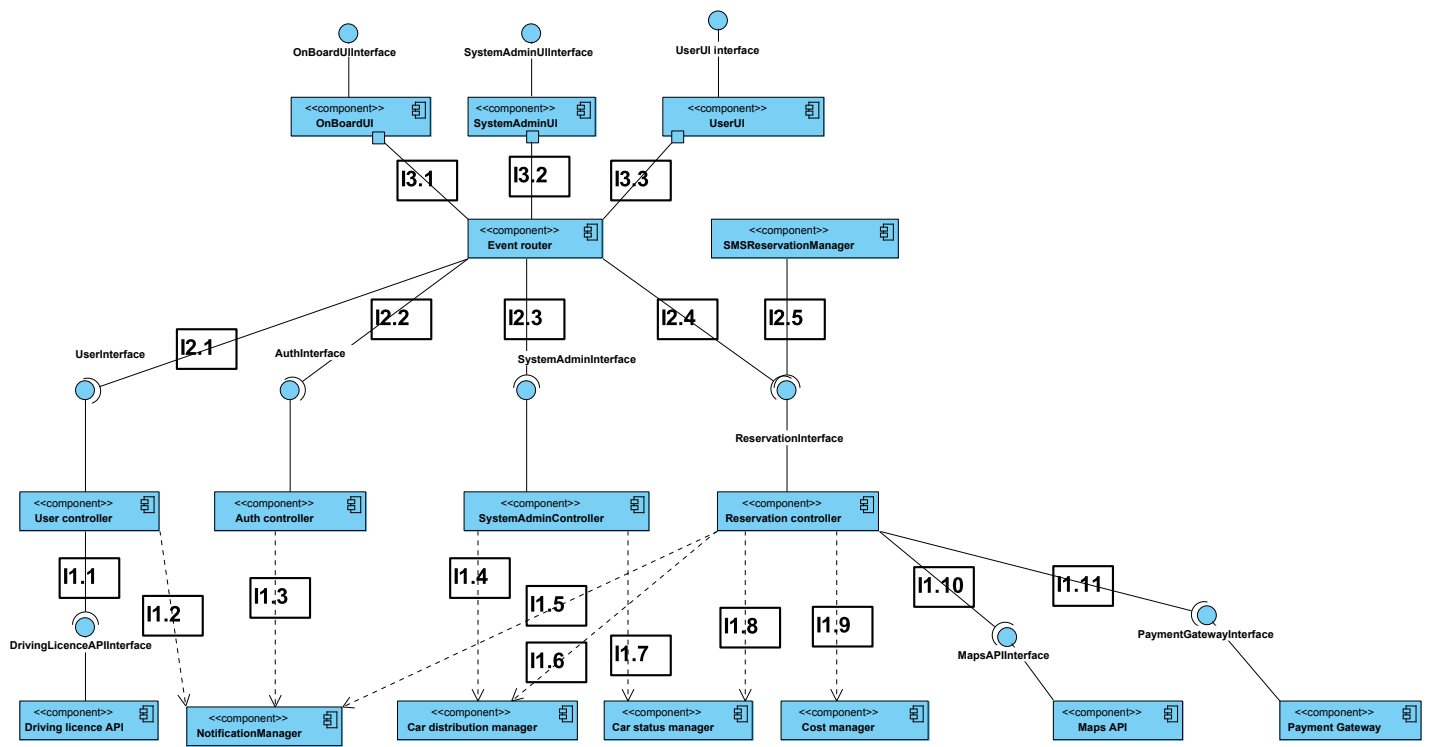 OnBoardUIInterface
SystemAdminUIInterface
UserUI interface
<<component>>
OnBoardUI
<<component>>
SystemAdminUI
<<component>>
UserUI
I3.1
I3.2
I3.3
<<component>>
Event router
<<component>>
SMSReservationManager
I2.1
I2.2
I2.3
I2.4
I2.5
UserInterface
AuthInterface
SystemAdminInterface
ReservationInterface
<<component>>
User controller
<<component>>
Auth controller
<<component>>
SystemAdminController
<<component>>
Reservation controller
I1.1
I1.2
I1.3
I1.4
I1.5
I1.6
I1.7
I1.8
I1.9
I1.10
I1.11
DrivingLicenceAPIInterface
MapsAPIInterface
PaymentGatewayInterface
<<component>>
Driving licence API
<<component>>
NotificationManager
<<component>>
Car distribution manager
<<component>>
Car status manager
<<component>>
Cost manager
<<component>>
Maps API
<<component>>
Payment Gateway